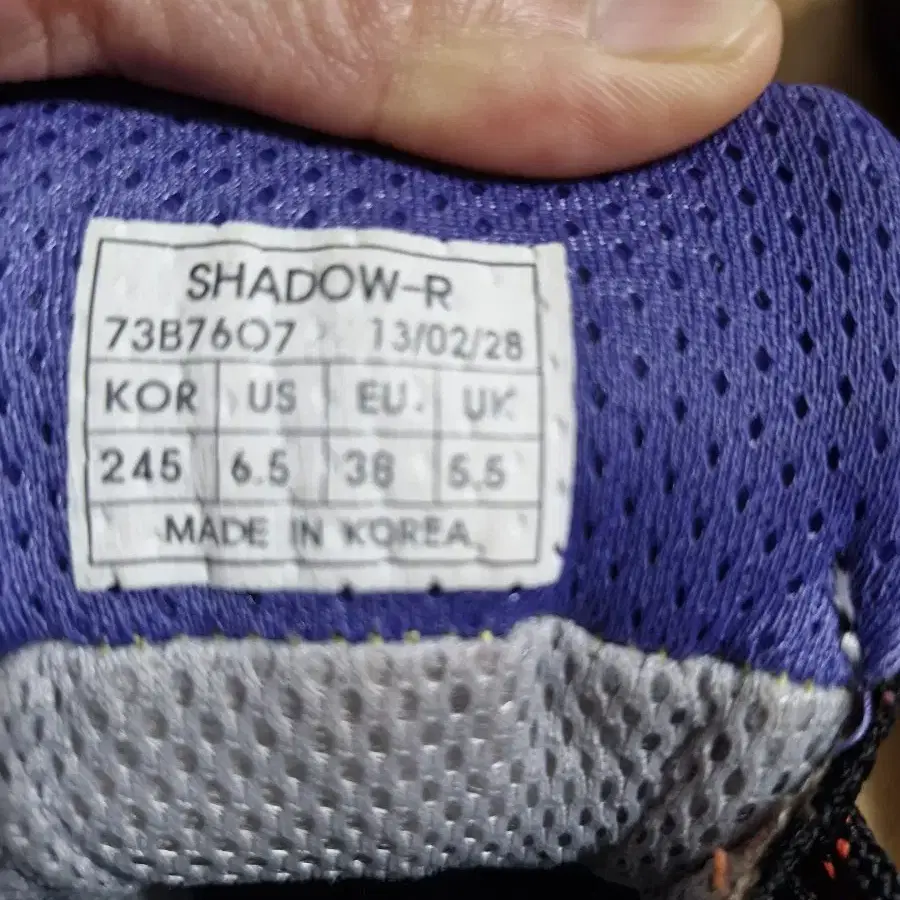 SHADOW-R
73B7607 13/02/28
KOR US EU. UK
245 6.5 38 5.5
MADE IN KOREA